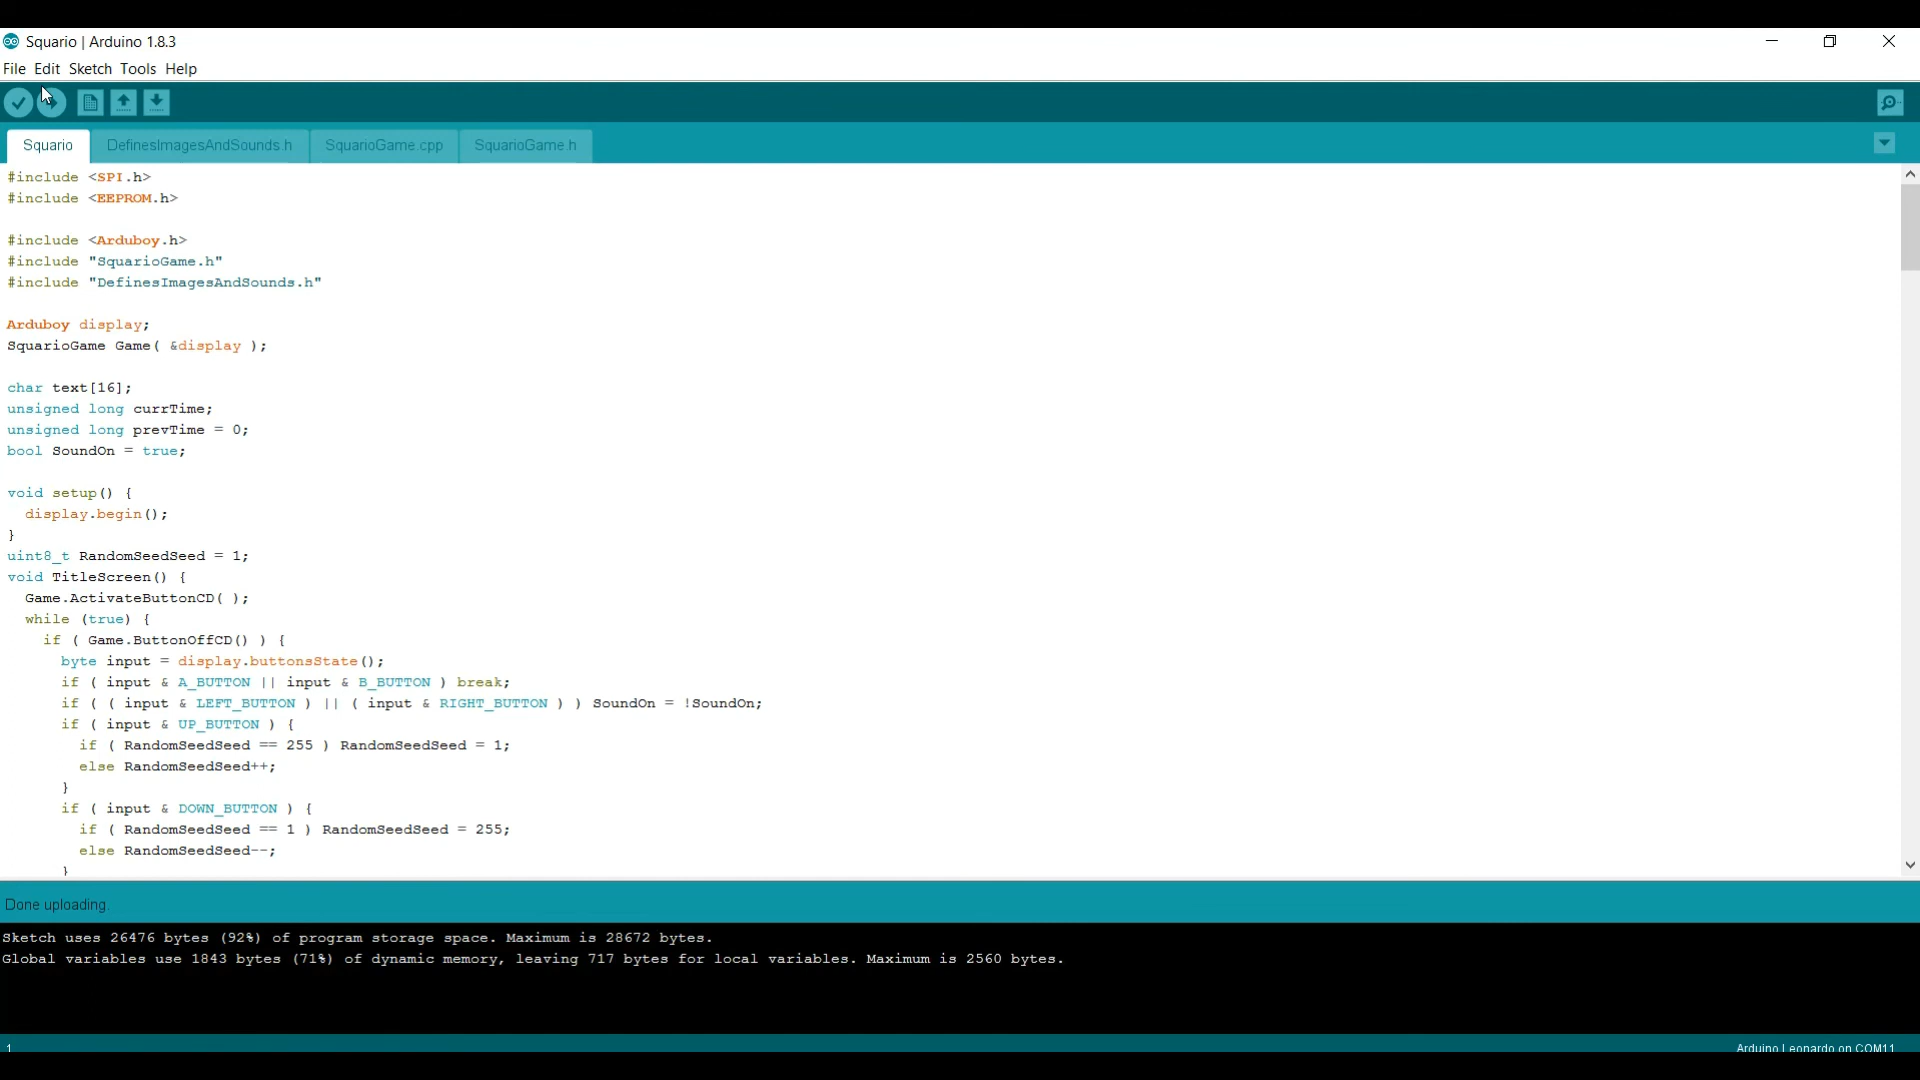 Squario | Arduino 1.8.3
File Edit Sketch Tools Help
Squario DefinesImagesAndSounds.h SquarioGame.cpp SquarioGame.h
#include <SPI.h>
#include <EEPROM.h>
#include <Arduboy.h>
#include "SquarioGame.h"
#include "DefinesImagesAndSounds.h"
Arduboy display;
SquarioGame Game( &display );
char text[16];
unsigned long currTime;
unsigned long prevTime = 0;
bool SoundOn = true;
void setup() {
display.begin();
}
uint8_t RandomSeedSeed = 1;
void TitleScreen() {
Game.ActivateButtonCD( );
while (true) {
if ( Game.ButtonOffCD() ) {
byte input = display.buttonsState();
if ( input & A_BUTTON || input & B_BUTTON ) break;
if ( ( input & LEFT_BUTTON ) || ( input & RIGHT_BUTTON ) ) SoundOn = !SoundOn;
if ( input & UP_BUTTON ) {
if ( RandomSeedSeed == 255 ) RandomSeedSeed = 1;
else RandomSeedSeed++;
}
if ( input & DOWN_BUTTON ) {
if ( RandomSeedSeed == 1 ) RandomSeedSeed = 255;
else RandomSeedSeed--;
}
Done uploading.
Sketch uses 26476 bytes (92%) of program storage space. Maximum is 28672 bytes.
Global variables use 1843 bytes (71%) of dynamic memory, leaving 717 bytes for local variables. Maximum is 2560 bytes.
1 Arduino Leonardo on COM11